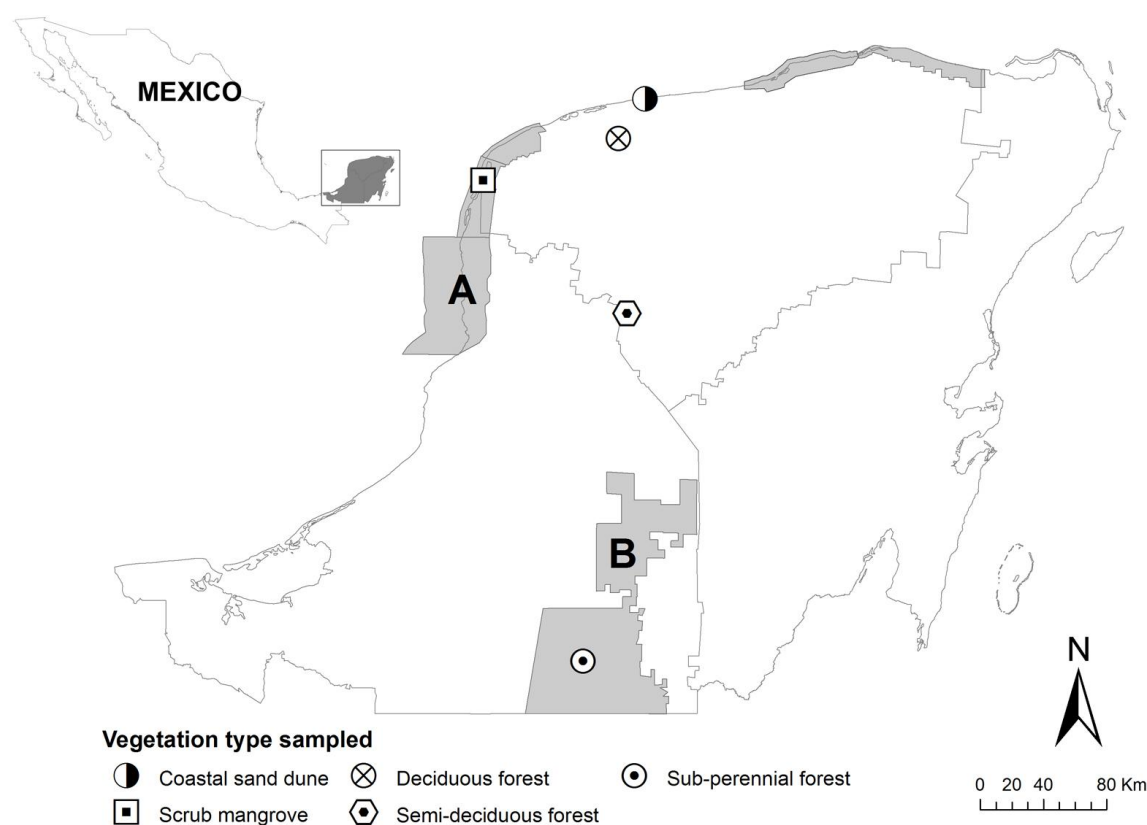 MEXICO
A
B
N
Vegetation type sampled
Coastal sand dune Deciduous forest Sub-perennial forest
Scrub mangrove Semi-deciduous forest
0 20 40 80 Km